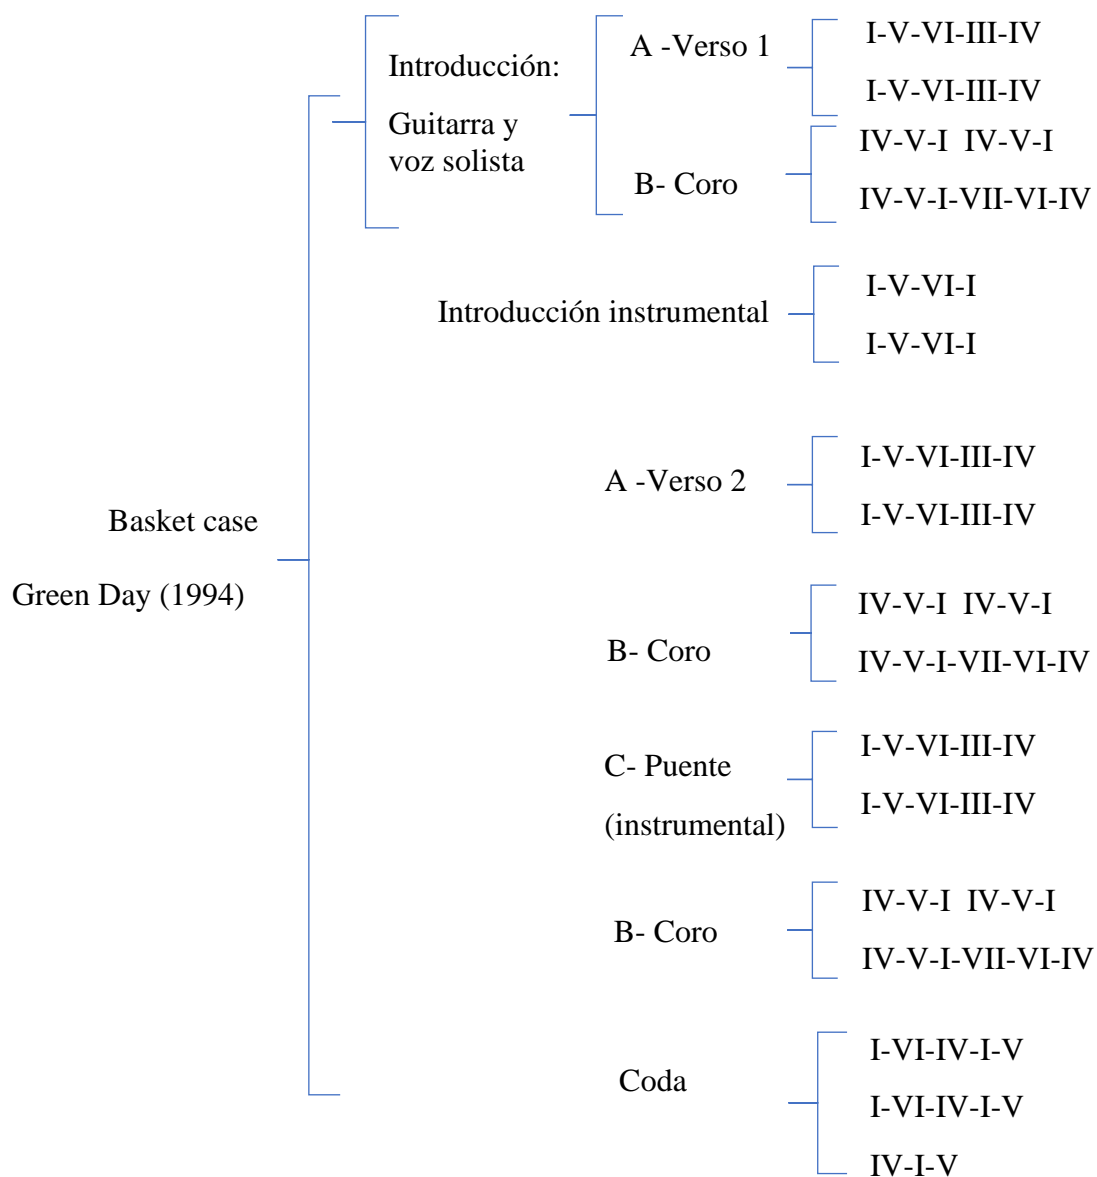 Basket case
Green Day (1994)
Introducción:
Guitarra y
voz solista
A -Verso 1
I-V-VI-III-IV
I-V-VI-III-IV
B- Coro
IV-V-I IV-V-I
IV-V-I-VII-VI-IV
Introducción instrumental
I-V-VI-I
I-V-VI-I
A -Verso 2
I-V-VI-III-IV
I-V-VI-III-IV
B- Coro
IV-V-I IV-V-I
IV-V-I-VII-VI-IV
C- Puente
(instrumental)
I-V-VI-III-IV
I-V-VI-III-IV
B- Coro
IV-V-I IV-V-I
IV-V-I-VII-VI-IV
Coda
I-VI-IV-I-V
I-VI-IV-I-V
IV-I-V